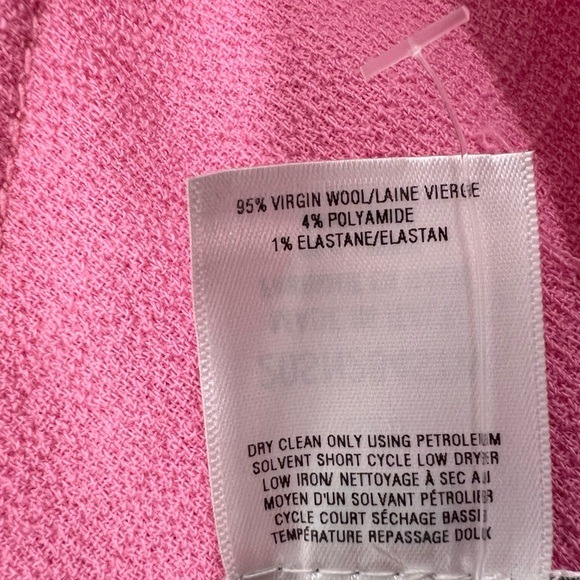 95% VIRGIN WOOL/LAINE VIERGE
4% POLYAMIDE
1% ELASTANE/ELASTAN
DRY CLEAN ONLY USING PETROLEUM
SOLVENT SHORT CYCLE LOW DRYER
LOW IRON/ NETTOYAGE À SEC AU
MOYEN D'UN SOLVANT PÉTROLIER
CYCLE COURT SÉCHAGE BASSE
TEMPÉRATURE REPASSAGE DOUX